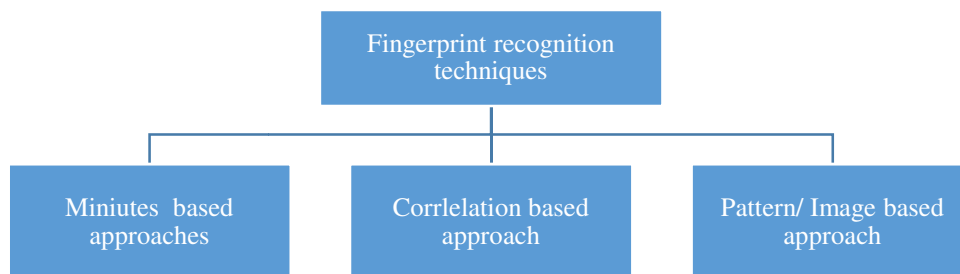 Fingerprint recognition
techniques
Miniutes based
approaches
Corrlelation based
approach
Pattern/ Image based
approach